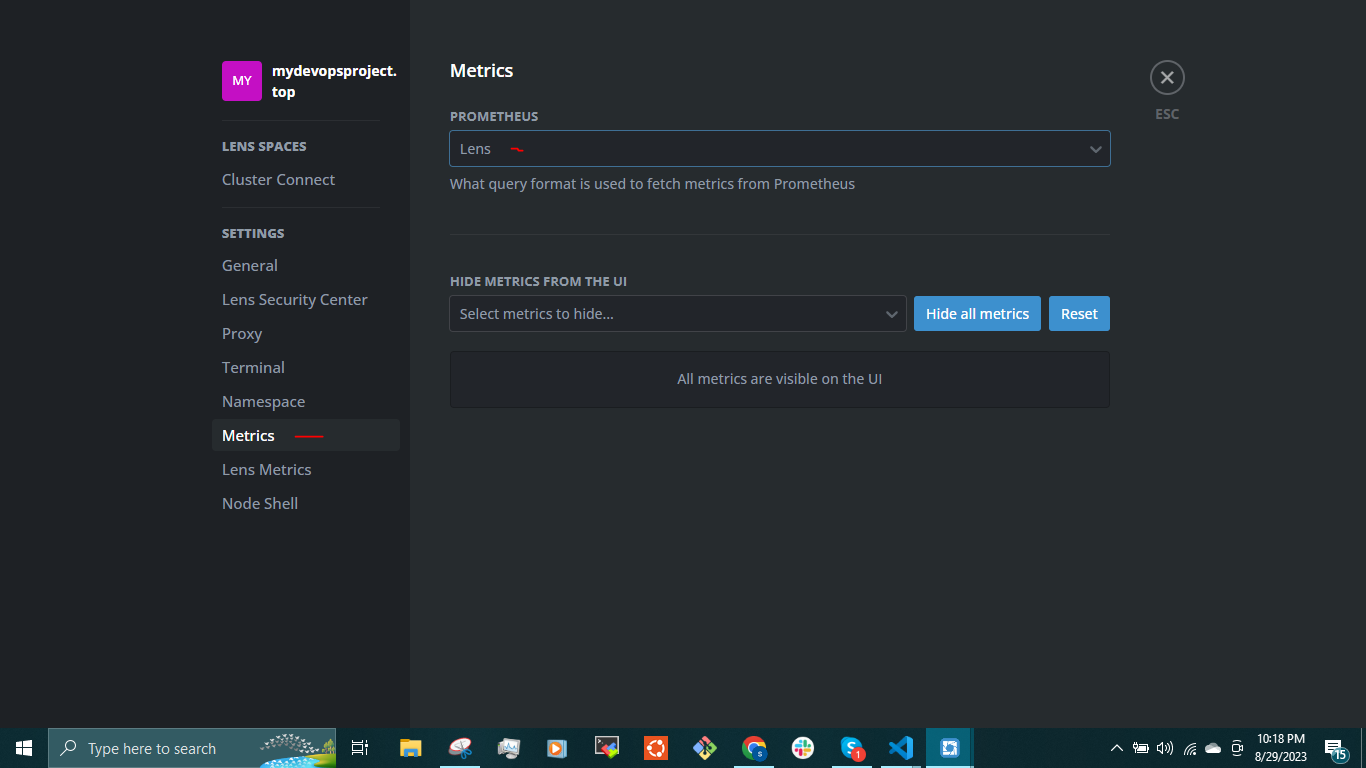 MY
mydevopsproject.
top
LENS SPACES
Cluster Connect
SETTINGS
General
Lens Security Center
Proxy
Terminal
Namespace
Metrics
Lens Metrics
Node Shell
Metrics
ESC
PROMETHEUS
Lens
What query format is used to fetch metrics from Prometheus
HIDE METRICS FROM THE UI
Select metrics to hide...
Hide all metrics
Reset
All metrics are visible on the UI
Type here to search
S
S
1
10:18 PM
8/29/2023
15